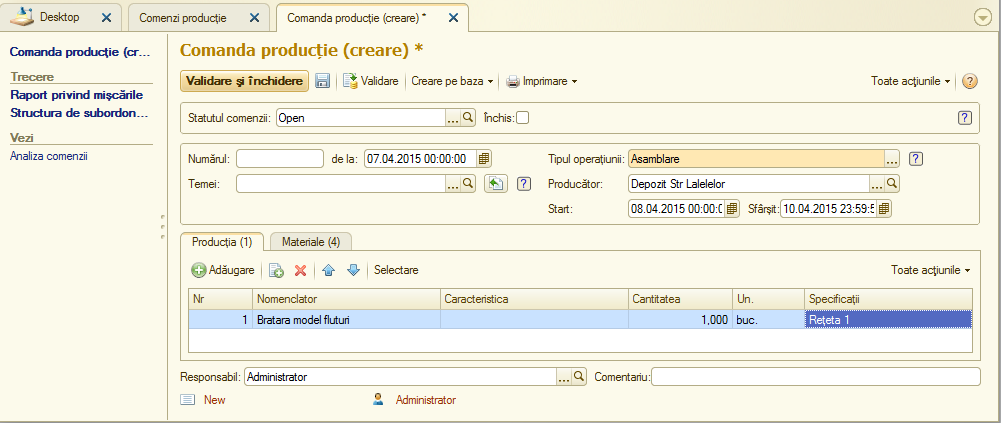 Desktop
Comenzi producție
Comanda producție (creare) *
Comanda producție (cr...
Trecere
Raport privind mișcările
Structura de subordon...
Vezi
Analiza comenzii
Comanda producție (creare) *
Validare și închidere
Validare
Creare pe baza
Imprimare
Toate acțiunile
Statutul comenzii: Open
Închis:
Numărul:
de la: 07.04.2015 00:00:00
Tipul operațiunii: Asamblare
Temei:
Producător: Depozit Str Lalelelor
Start: 08.04.2015 00:00:0
Sfârșit: 10.04.2015 23:59:5
Producția (1)
Materiale (4)
Adăugare
Selectare
Toate acțiunile
Nr Nomenclator Caracteristica Cantitatea Un. Specificații
1 Bratara model fluturi 1,000 buc. Rețeta 1
Responsabil: Administrator
Comentariu:
New
Administrator